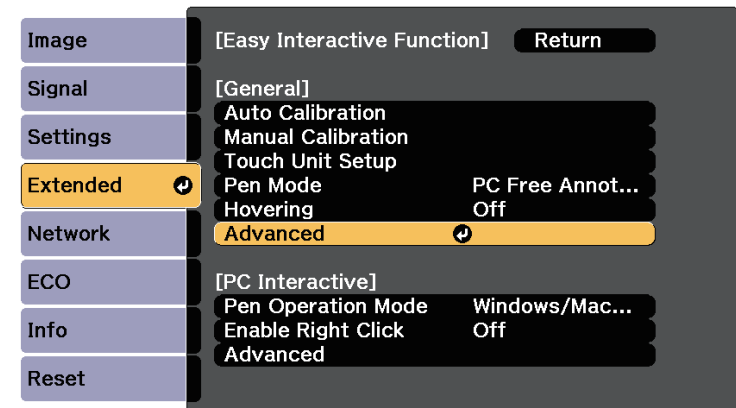 Image
Signal
Settings
Extended
Network
ECO
Info
Reset
[Easy Interactive Function] Return
[General]
Auto Calibration
Manual Calibration
Touch Unit Setup
Pen Mode PC Free Annot...
Hovering Off
Advanced
[PC Interactive]
Pen Operation Mode Windows/Mac...
Enable Right Click Off
Advanced